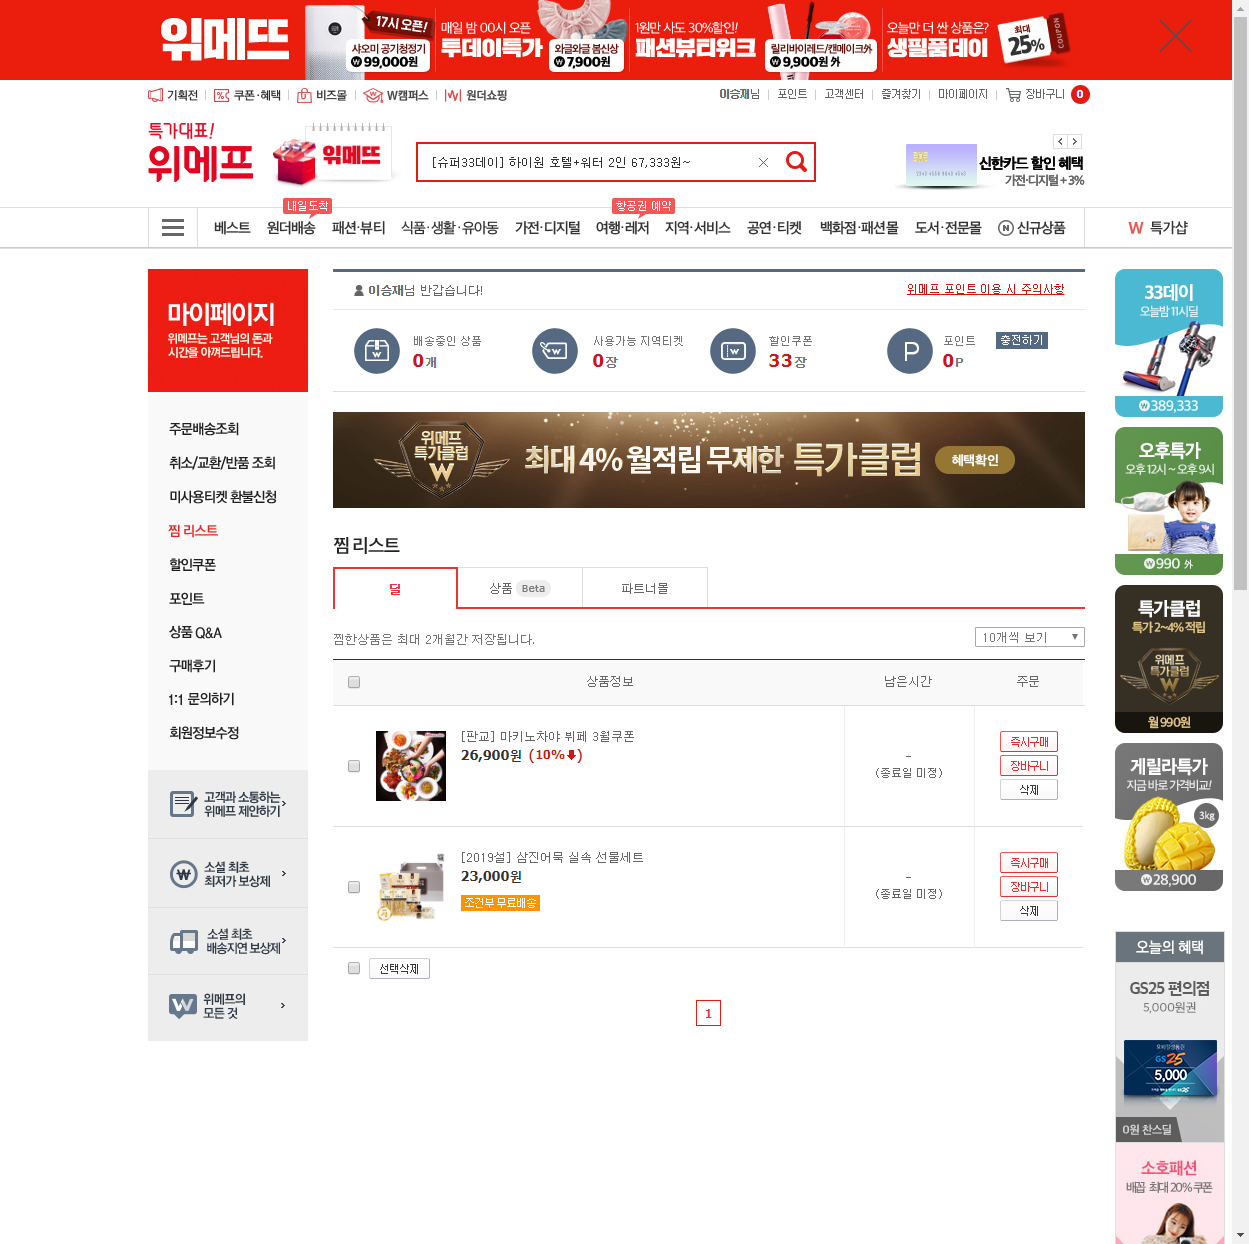 위메뜨
17시 오픈!
샤오미 공기청정기
₩99,000원
매일 밤 00시 오픈
투데이특가
와글와글 봄신상
₩7,900원
1원만 사도 30%할인!
패션뷰티위크
릴리바이레드/캔메이크外
₩9,900원 外
오늘만 더 싼 상품은?
생필품데이
최대
25%
COUPON
기획전
쿠폰·혜택
비즈몰
W캠퍼스
원더쇼핑
이승재님
포인트
고객센터
즐겨찾기
마이페이지
장바구니
0
특가대표!
위메프
위메뜨
[슈퍼33데이] 하이원 호텔+워터 2인 67,333원~
신한카드 할인 혜택
가전·디지털 +3%
내일도착
항공권 예약
베스트
원더배송
패션·뷰티
식품·생활·유아동
가전·디지털
여행·레저
지역·서비스
공연·티켓
백화점·패션몰
도서·전문몰
N 신규상품
W 특가샵
마이페이지
위메프는 고객님의 돈과
시간을 아껴드립니다.
주문배송조회
취소/교환/반품 조회
미사용티켓 환불신청
찜 리스트
할인쿠폰
포인트
상품 Q&A
구매후기
1:1 문의하기
회원정보수정
고객과 소통하는
위메프 제안하기
소셜 최초
최저가 보상제
소셜 최초
배송지연 보상제
위메프의
모든 것
이승재님 반갑습니다!
위메프 포인트 이용 시 주의사항
배송중인 상품
0개
사용가능 지역티켓
0장
할인쿠폰
33장
포인트
0P
충전하기
위메프
특가클럽
W
최대 4% 월적립 무제한 특가클럽
혜택확인
찜 리스트
딜
상품 Beta
파트너몰
찜한상품은 최대 2개월간 저장됩니다.
10개씩 보기
상품정보
남은시간
주문
[판교] 마키노차야 뷔페 3월쿠폰
26,900원 (10%↓)
-
(종료일 미정)
즉시구매
장바구니
삭제
[2019설] 삼진어묵 실속 선물세트
23,000원
조건부 무료배송
-
(종료일 미정)
즉시구매
장바구니
삭제
선택삭제
1
33데이
오늘밤 11시딜
₩389,333
오후특가
오후 12시 ~ 오후 9시
₩990 外
특가클럽
특가 2~4% 적립
위메프
특가클럽
W
월 990원
게릴라특가
지금 바로 가격비교!
3kg
₩28,900
오늘의 혜택
GS25 편의점
5,000원권
GS25
5,000
0원 찬스딜
소호패션
배꼽 최대 20% 쿠폰